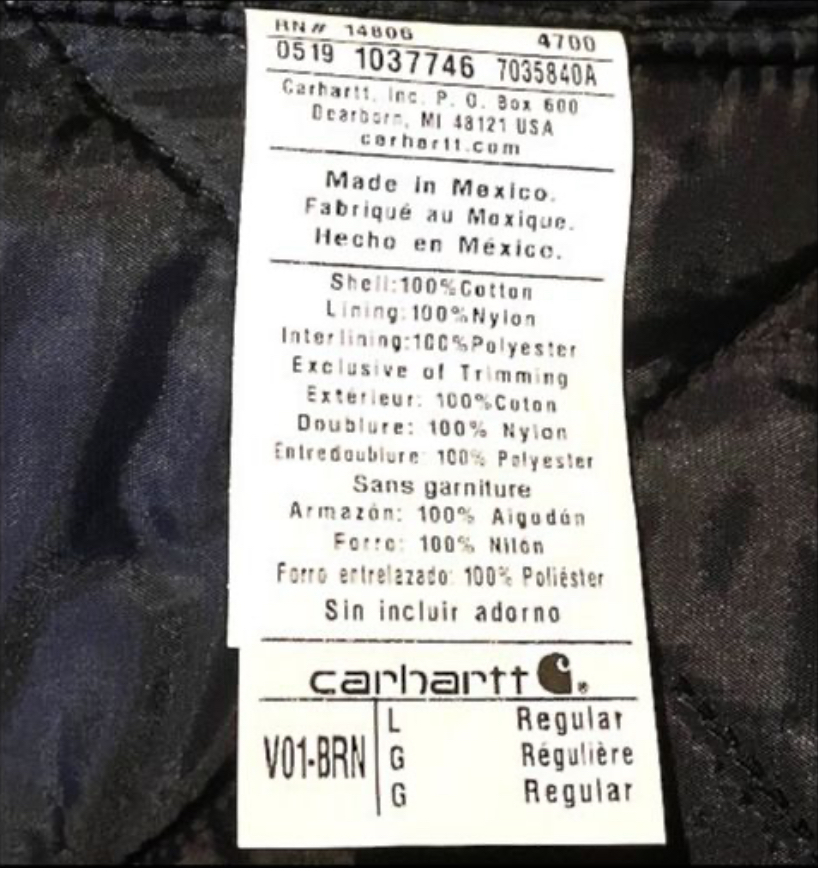 RN# 14806 4700
0519 1037746 7035840A
Carhartt, Inc. P. O. Box 600
Dearborn, MI 48121 USA
carhartt.com
Made in Mexico.
Fabriqué au Mexique.
Hecho en México.
Shell:100%Cotton
Lining:100%Nylon
Interlining:100%Polyester
Exclusive of Trimming
Extérieur: 100%Coton
Doublure: 100% Nylon
Entredoublure: 100% Polyester
Sans garniture
Armazón: 100% Algodón
Forro: 100% Nilón
Forro entrelazado: 100% Poliéster
Sin incluir adorno
carhartt ®
V01-BRN
L Regular
G Régulière
G Regular